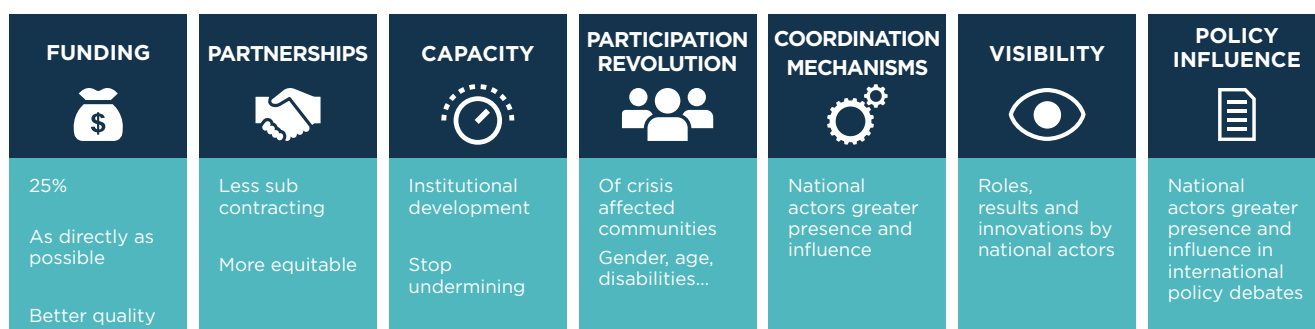 FUNDING
$
25%
As directly as
possible
Better quality
PARTNERSHIPS
Less sub
contracting
More equitable
CAPACITY
Institutional
development
Stop
undermining
PARTICIPATION
REVOLUTION
Of crisis
affected
communities
Gender, age,
disabilities...
COORDINATION
MECHANISMS
National
actors greater
presence and
influence
VISIBILITY
Roles,
results and
innovations by
national actors
POLICY
INFLUENCE
National
actors greater
presence and
influence in
international
policy debates